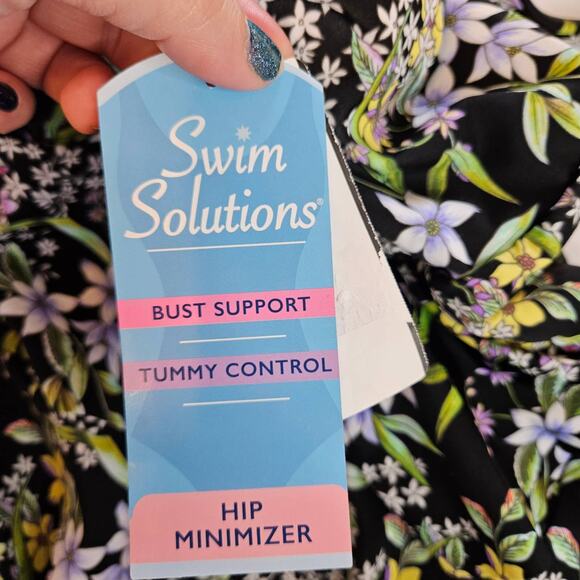 Swim
Solutions®
BUST SUPPORT
TUMMY CONTROL
HIP
MINIMIZER